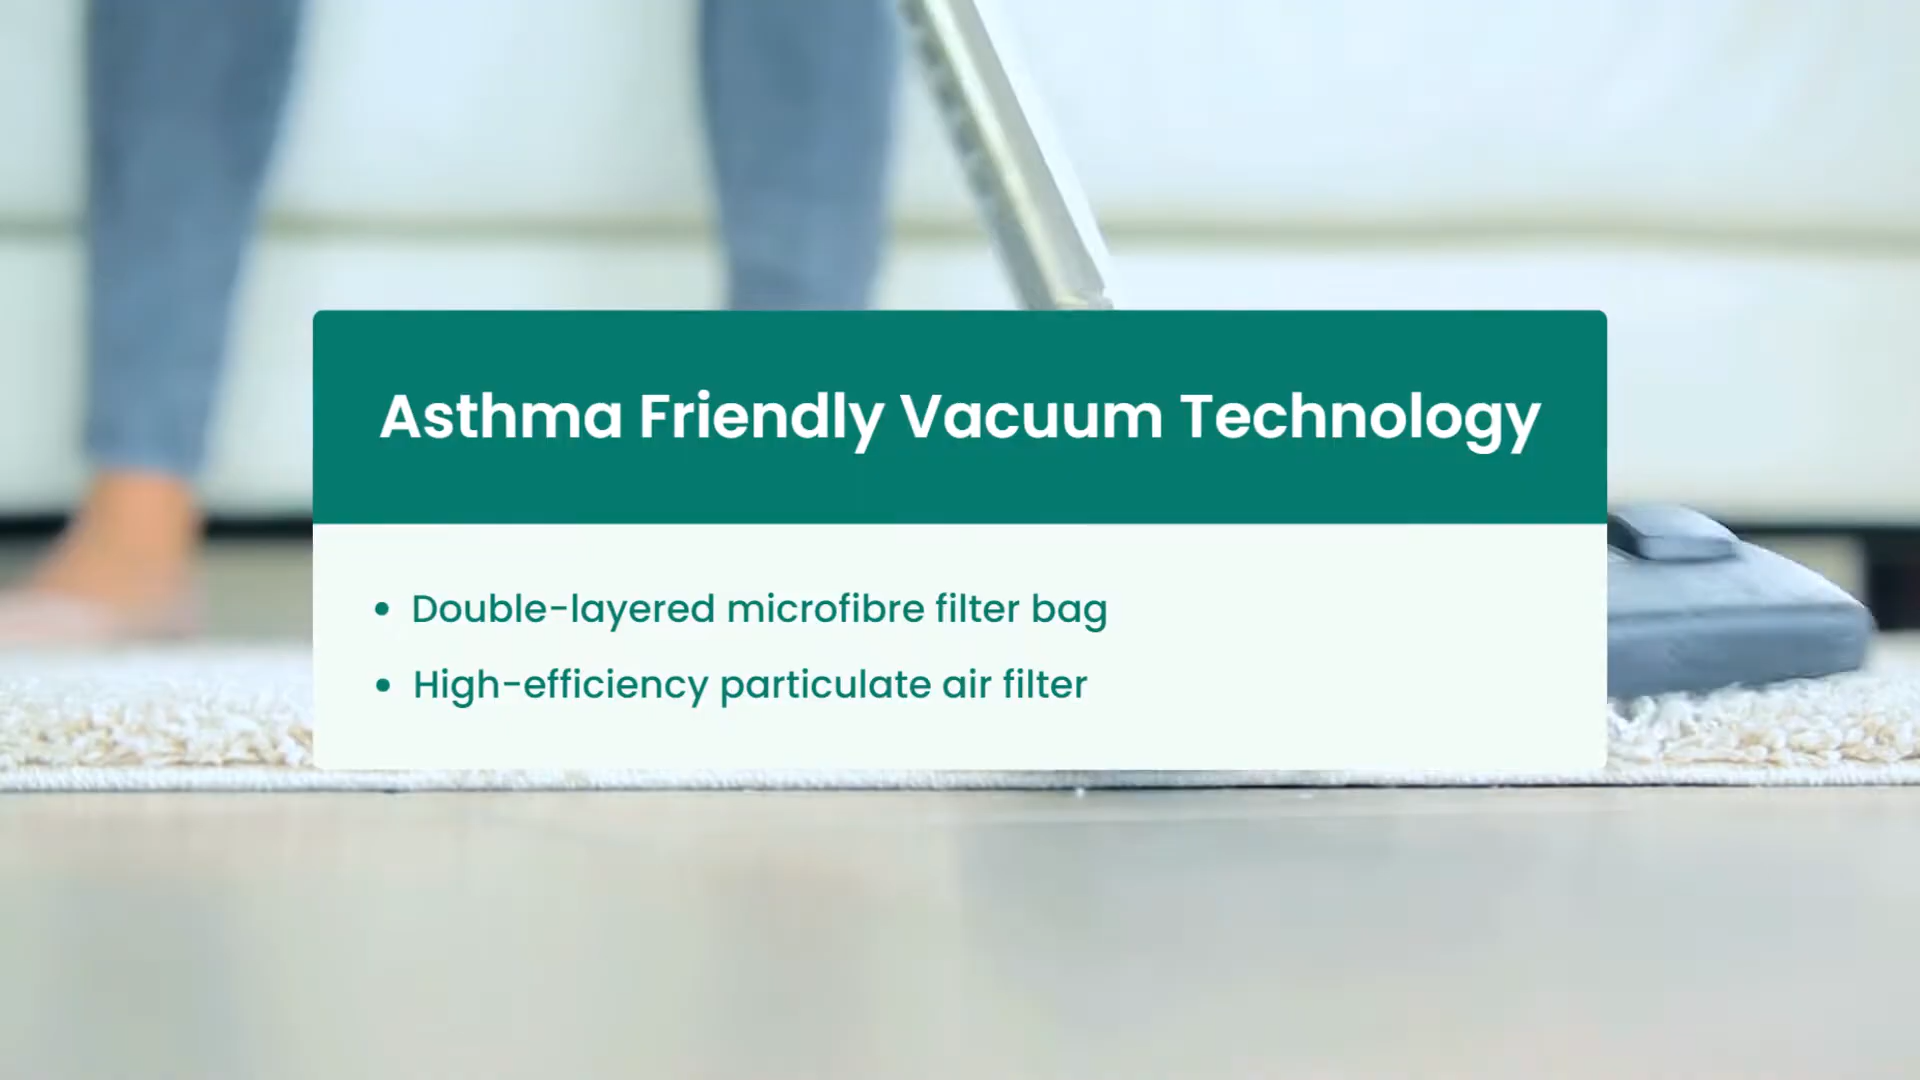 Asthma Friendly Vacuum Technology
• Double-layered microfibre filter bag
• High-efficiency particulate air filter